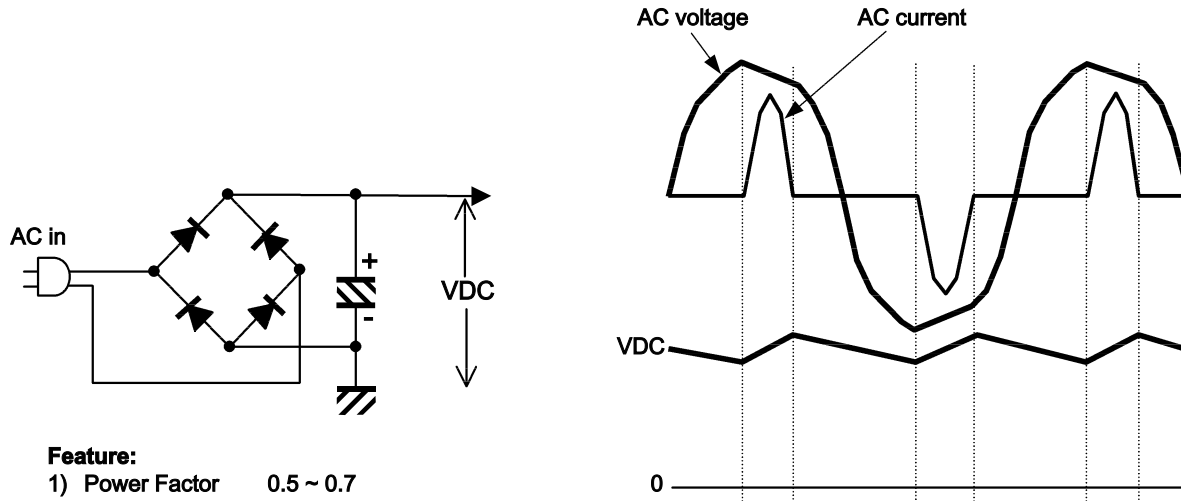 AC voltage
AC current
AC in
+
-
VDC
VDC
0
Feature:
1) Power Factor 0.5 ~ 0.7